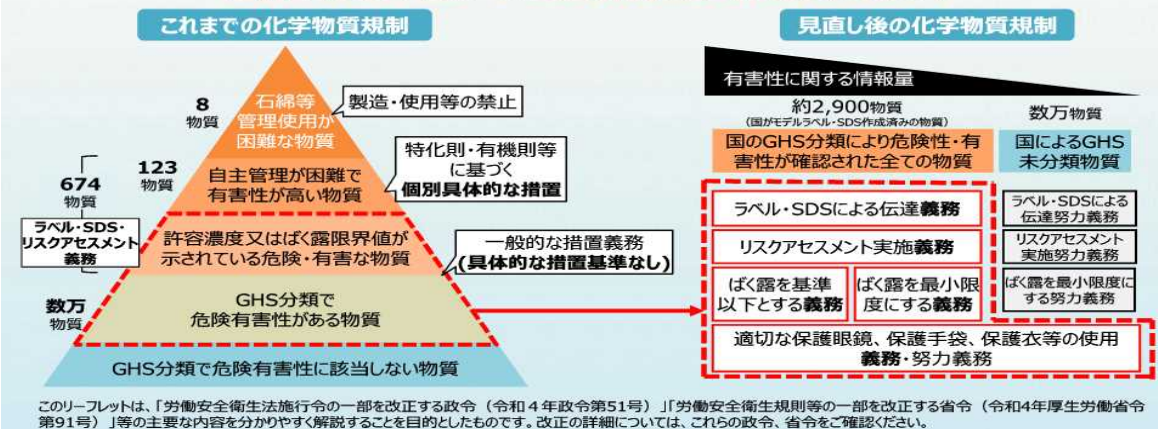 これまでの化学物質規制
8
物質
石綿等
管理使用が
困難な物質
製造・使用等の禁止
674
物質
123
物質
自主管理が困難で
有害性が高い物質
特化則・有機則等
に基づく
個別具体的な措置
ラベル・SDS・
リスクアセスメント
義務
許容濃度又はばく露限界値が
示されている危険・有害な物質
一般的な措置義務
(具体的な措置基準なし)
数万
物質
GHS分類で
危険有害性がある物質
GHS分類で危険有害性に該当しない物質
見直し後の化学物質規制
有害性に関する情報量
約2,900物質
(国がモデルラベル・SDS作成済みの物質)
数万物質
国のGHS分類により危険性・有
害性が確認された全ての物質
国によるGHS
未分類物質
ラベル・SDSによる伝達義務
ラベル・SDSによる
伝達努力義務
リスクアセスメント実施義務
リスクアセスメント
実施努力義務
ばく露を基準
以下とする義務
ばく露を最小限
度にする義務
ばく露を最小限度に
する努力義務
適切な保護眼鏡、保護手袋、保護衣等の使用
義務・努力義務
このリーフレットは、「労働安全衛生法施行令の一部を改正する政令（令和４年政令第51号）」「労働安全衛生規則等の一部を改正する省令（令和4年厚生労働省令
第91号）」等の主要な内容を分かりやすく解説することを目的としたものです。改正の詳細については、これらの政令、省令をご確認ください。